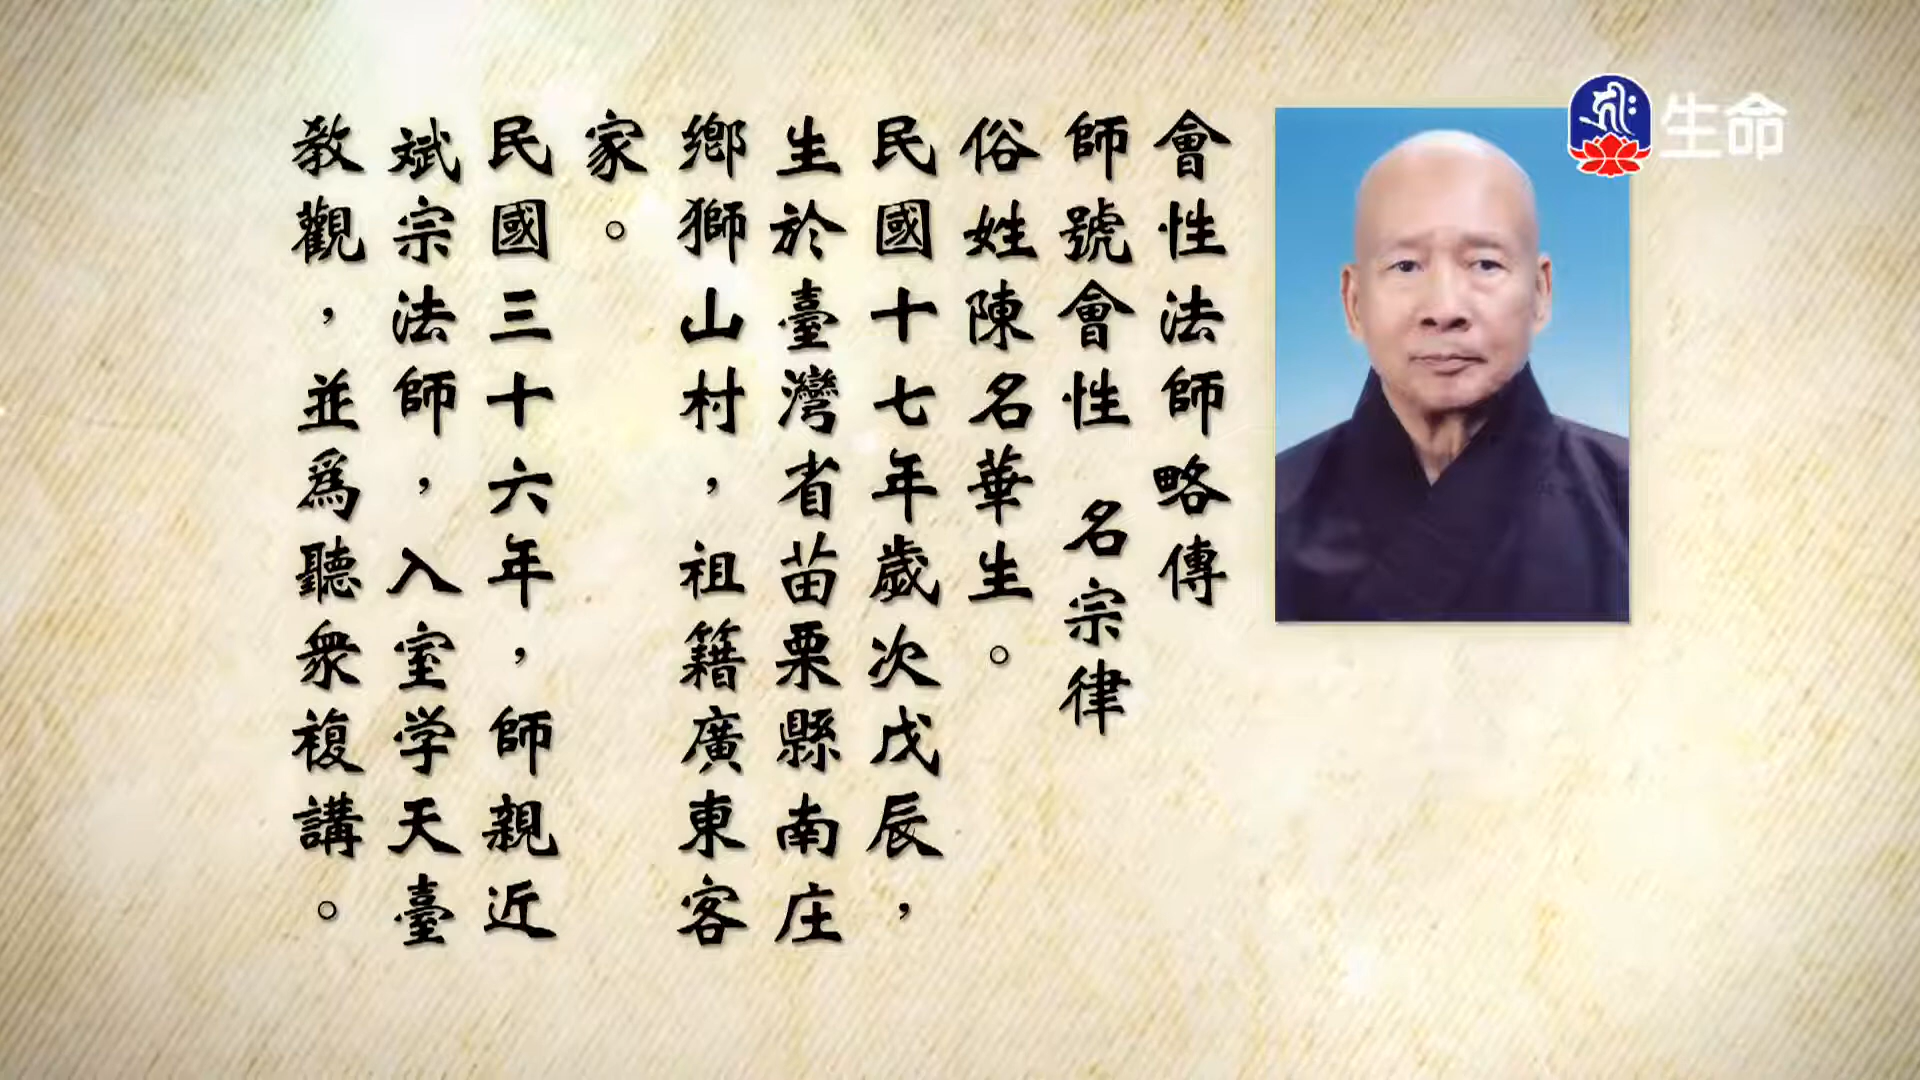 會性法師略傳
師號會性 名宗律
俗姓陳名華生。
民國十七年歲次戊辰，
生於臺灣省苗栗縣南庄
鄉獅山村，祖籍廣東客
家。
民國三十六年，師親近
斌宗法師，入室学天臺
教觀，並為聽衆複講。
生命